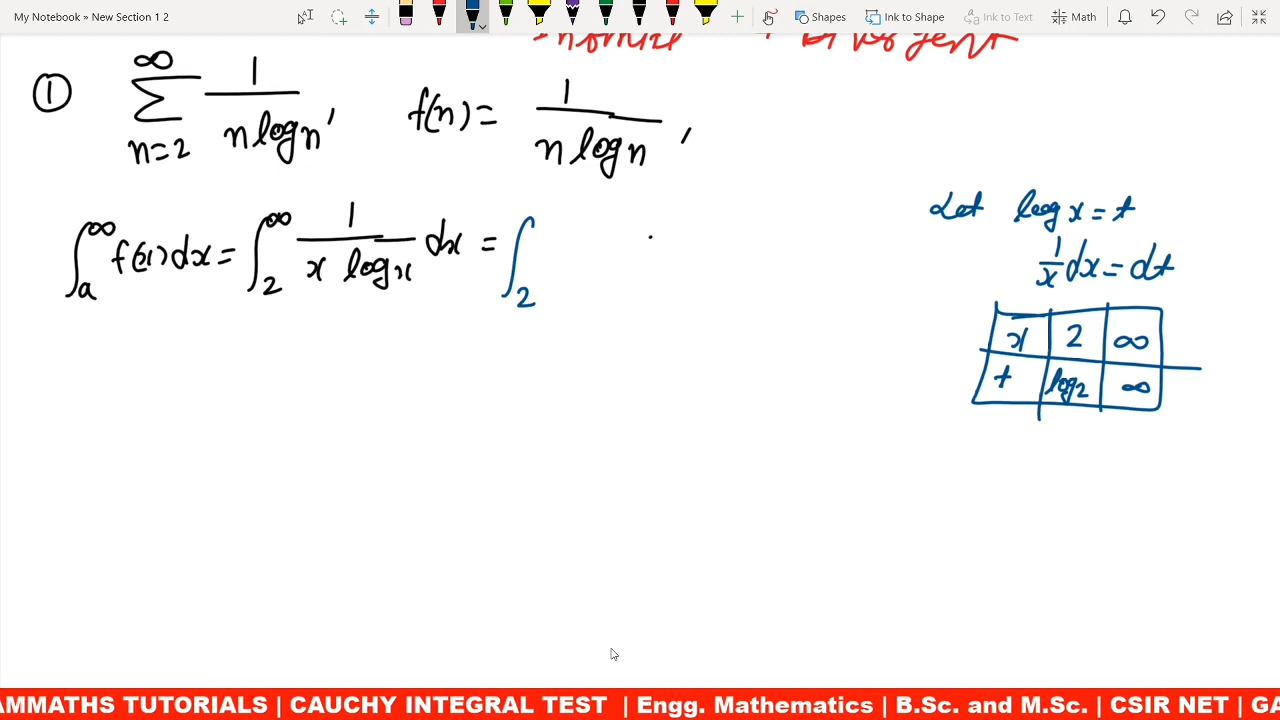 My Notebook » New Section 1 2
Shapes Ink to Shape Ink to Text Math
Divergent
① ∑_{n=2}^{∞} 1/(n log n), f(n) = 1/(n log n),
∫_a^∞ f(x) dx = ∫_2^∞ 1/(x log x) dx = ∫_2
Let log x = t
1/x dx = dt
x 2 ∞
t log2 ∞
AMMATHS TUTORIALS | CAUCHY INTEGRAL TEST | Engg. Mathematics | B.Sc. and M.Sc. | CSIR NET | GA